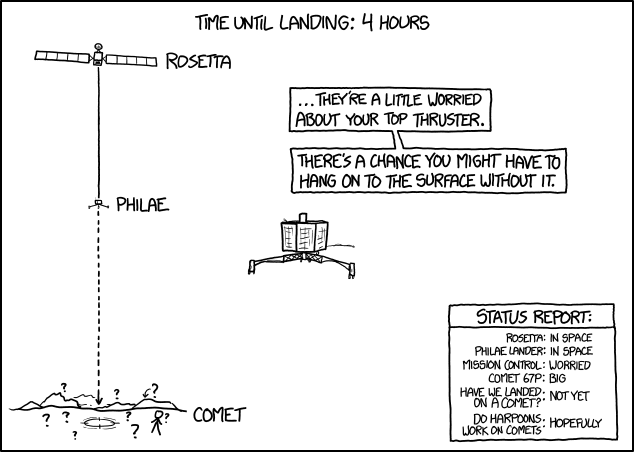 TIME UNTIL LANDING: 4 HOURS
ROSETTA
...THEY'RE A LITTLE WORRIED
ABOUT YOUR TOP THRUSTER.
THERE'S A CHANCE YOU MIGHT HAVE TO
HANG ON TO THE SURFACE WITHOUT IT.
PHILAE
STATUS REPORT:
ROSETTA: IN SPACE
PHILAE LANDER: IN SPACE
MISSION CONTROL: WORRIED
COMET 67P: BIG
HAVE WE LANDED
ON A COMET?: NOT YET
DO HARPOONS
WORK ON COMETS: HOPEFULLY
? ? ? ?
COMET
? ? ? ? ? ?